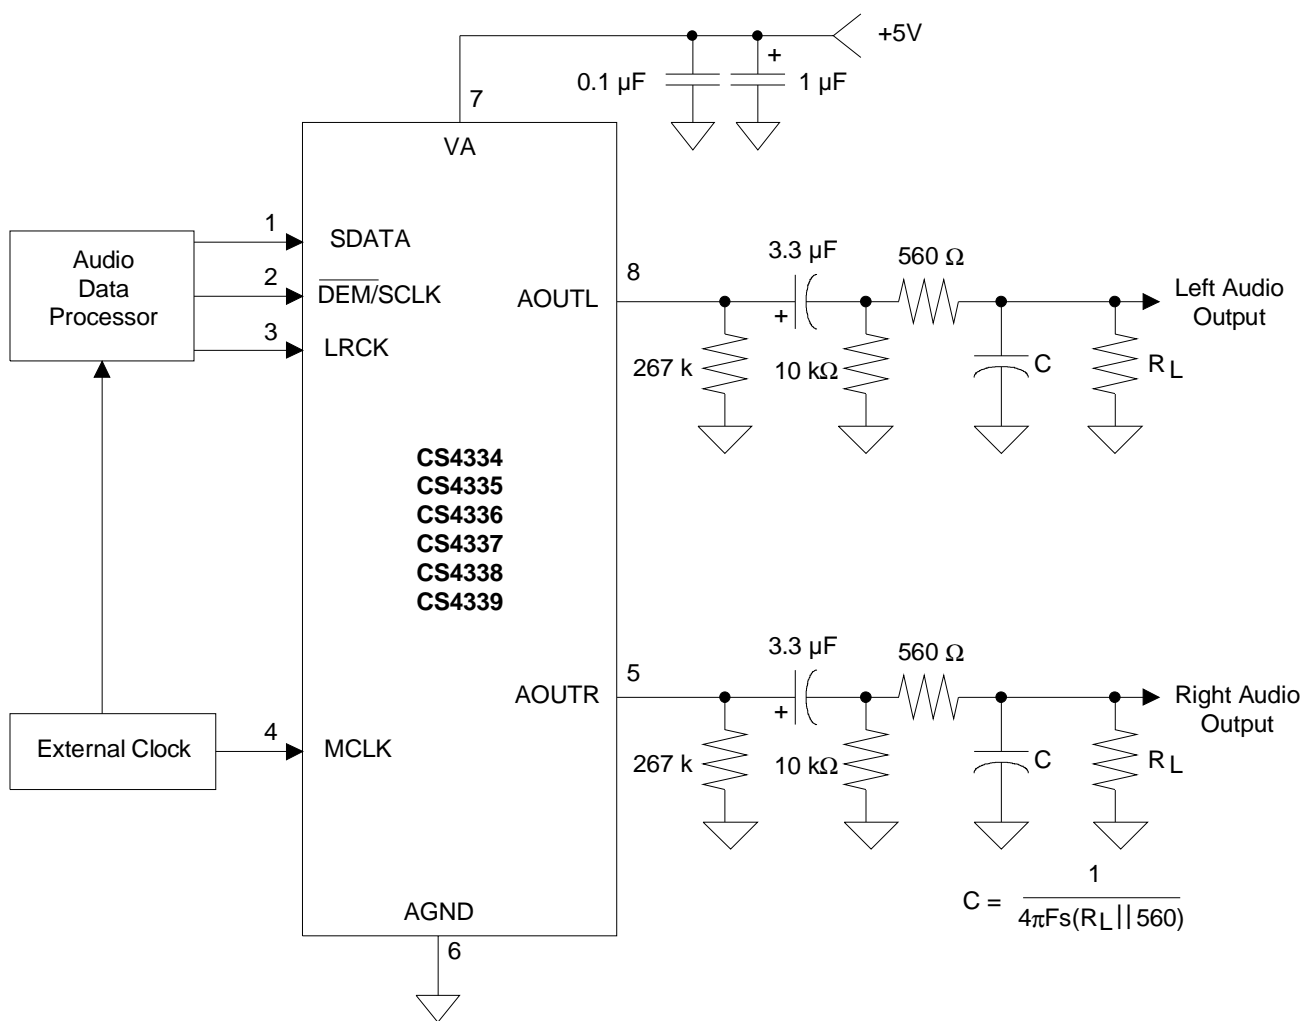 +5V
0.1 µF
1 µF
+
7
VA
1
SDATA
Audio
Data
Processor
2
DEM/SCLK
3
LRCK
8
AOUTL
3.3 µF
+
560 Ω
Left Audio
Output
267 k
10 kΩ
C
RL
CS4334
CS4335
CS4336
CS4337
CS4338
CS4339
5
AOUTR
3.3 µF
+
560 Ω
Right Audio
Output
267 k
10 kΩ
C
RL
External Clock
4
MCLK
AGND
6
C =
1
4πFs(RL||560)